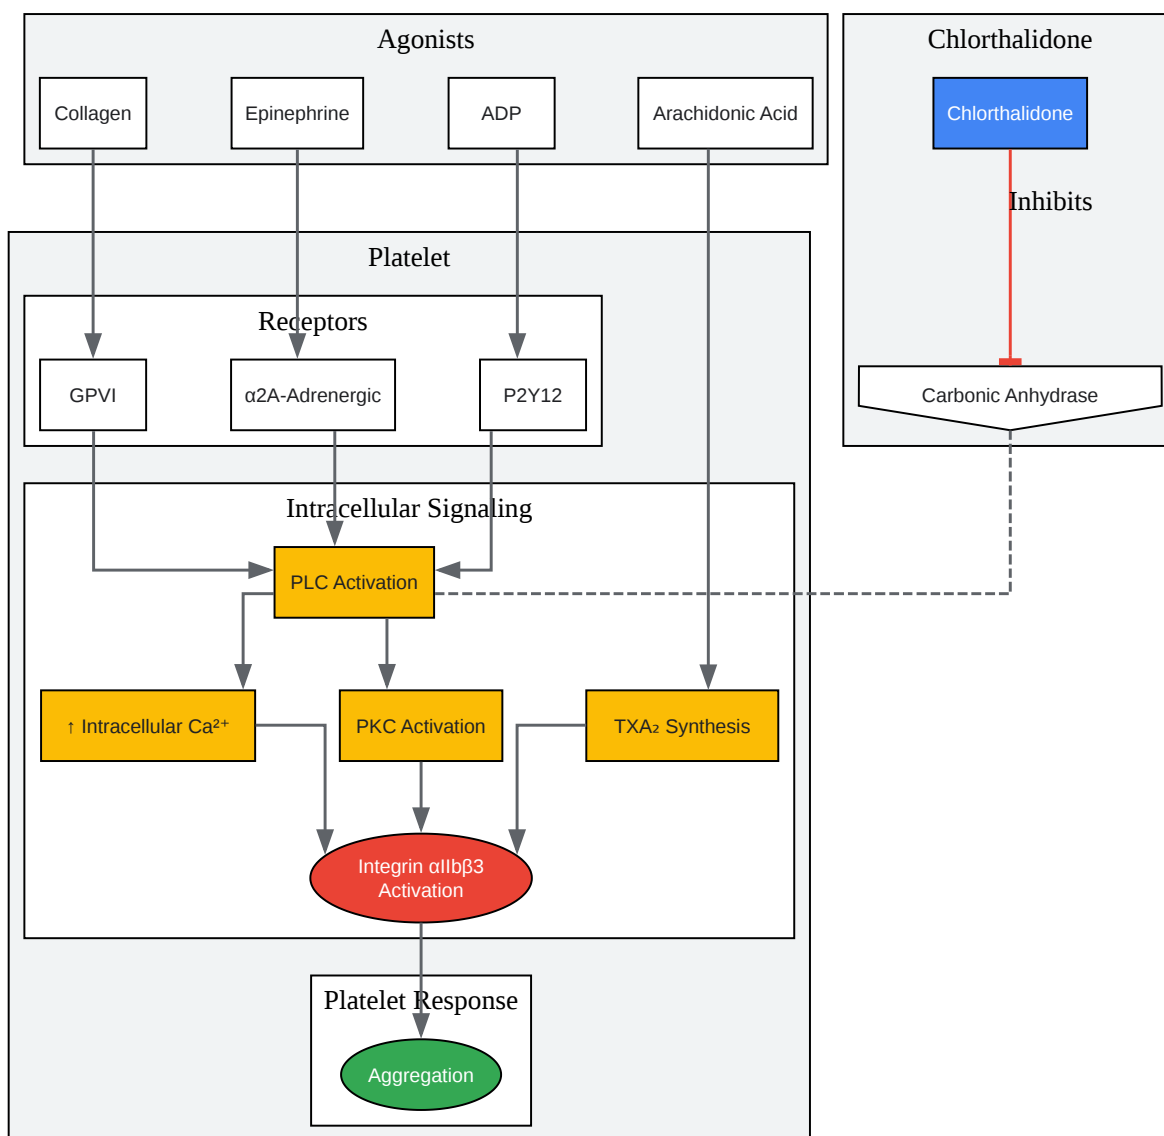 Agonists
Chlorthalidone
Collagen
Epinephrine
ADP
Arachidonic Acid
Chlorthalidone
Inhibits
Platelet
Receptors
GPVI
α2A-Adrenergic
P2Y12
Carbonic Anhydrase
Intracellular Signaling
PLC Activation
↑ Intracellular Ca²⁺
PKC Activation
TXA₂ Synthesis
Integrin αIIbβ3
Activation
Platelet Response
Aggregation